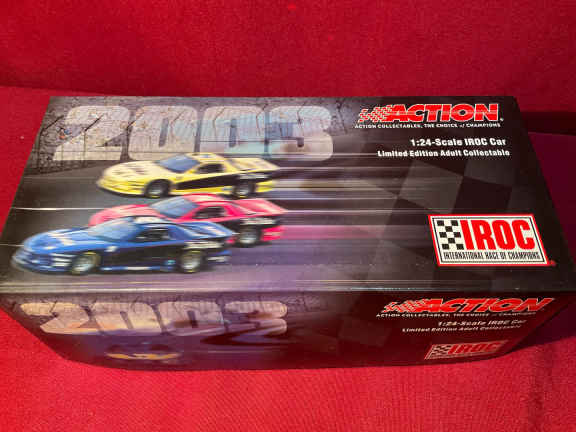 2003
ACTION
ACTION COLLECTABLES, THE CHOICE of CHAMPIONS
1:24-Scale IROC Car
Limited Edition Adult Collectable
IROC
INTERNATIONAL RACE OF CHAMPIONS
2003
ACTION
ACTION COLLECTABLES, THE CHOICE of CHAMPIONS
1:24-Scale IROC Car
Limited Edition Adult Collectable
IROC